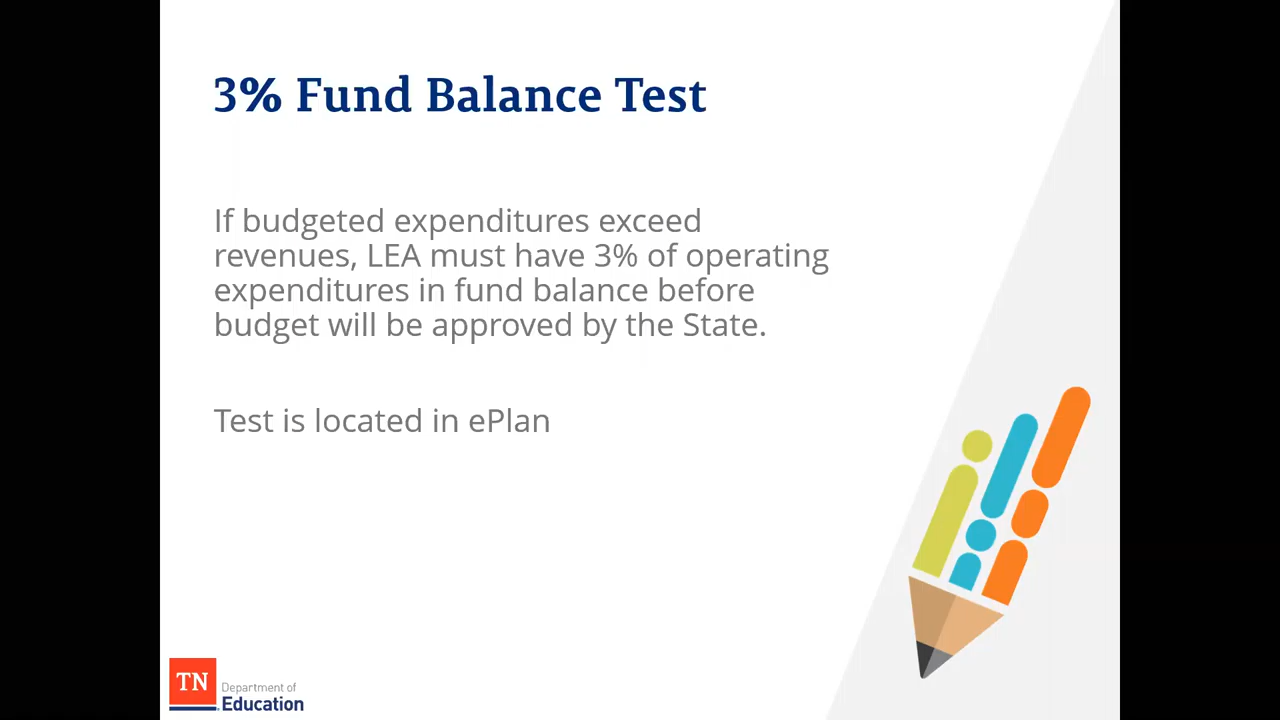 3% Fund Balance Test
If budgeted expenditures exceed
revenues, LEA must have 3% of operating
expenditures in fund balance before
budget will be approved by the State.
Test is located in ePlan
TN
Department of
Education